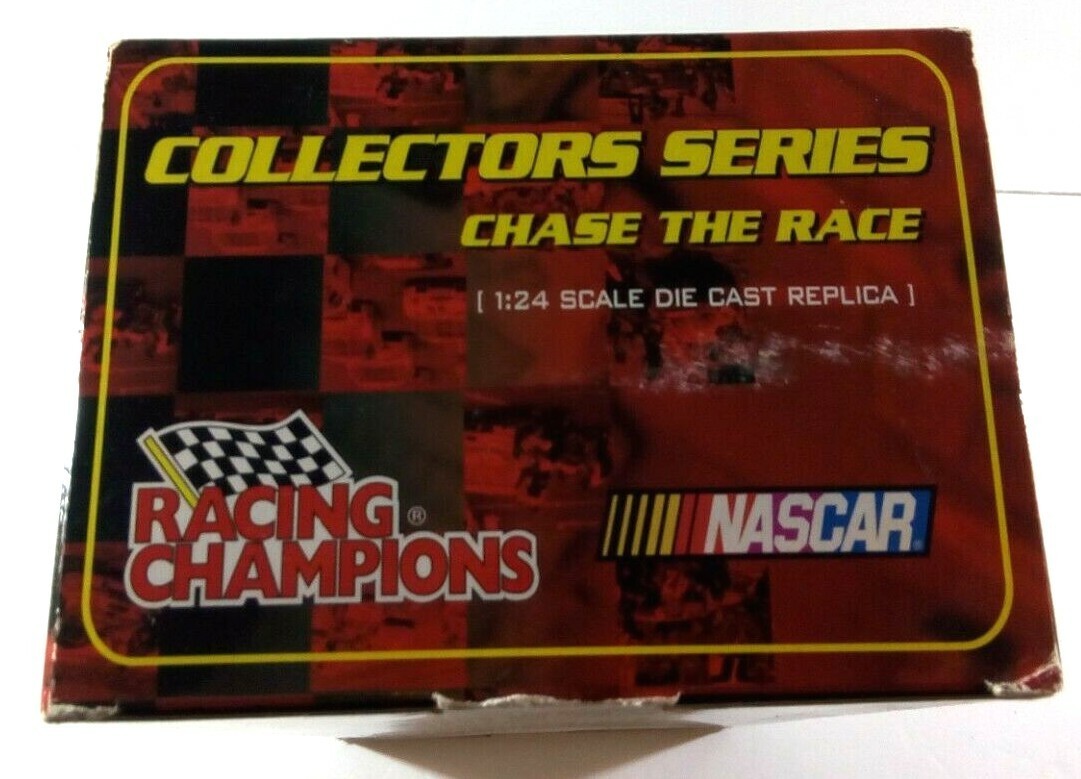 COLLECTORS SERIES
CHASE THE RACE
[ 1:24 SCALE DIE CAST REPLICA ]
RACING ®
CHAMPIONS
NASCAR